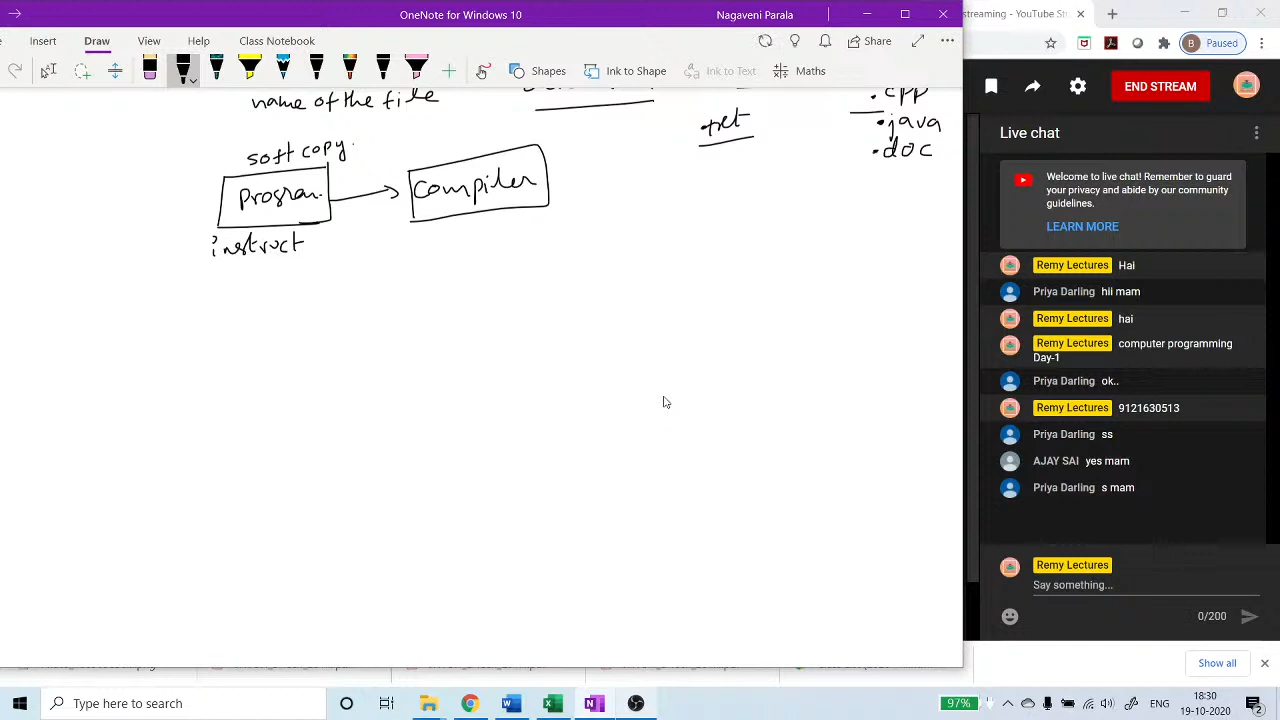 OneNote for Windows 10
Nagaveni Parala
streaming - YouTube St
Insert
Draw
View
Help
Class Notebook
Share
B Paused
Shapes
Ink to Shape
Ink to Text
Maths
END STREAM
name of the file
.cpp
.net
.java
.doc
soft copy.
Program
Compiler
instruct
Live chat
Welcome to live chat! Remember to guard
your privacy and abide by our community
guidelines.
LEARN MORE
Remy Lectures Hai
Priya Darling hii mam
Remy Lectures hai
Remy Lectures computer programming
Day-1
Priya Darling ok..
Remy Lectures 9121630513
Priya Darling ss
AJAY SAI yes mam
Priya Darling s mam
Remy Lectures
Say something...
0/200
Show all
Type here to search
97%
ENG
18:30
19-10-2020
2